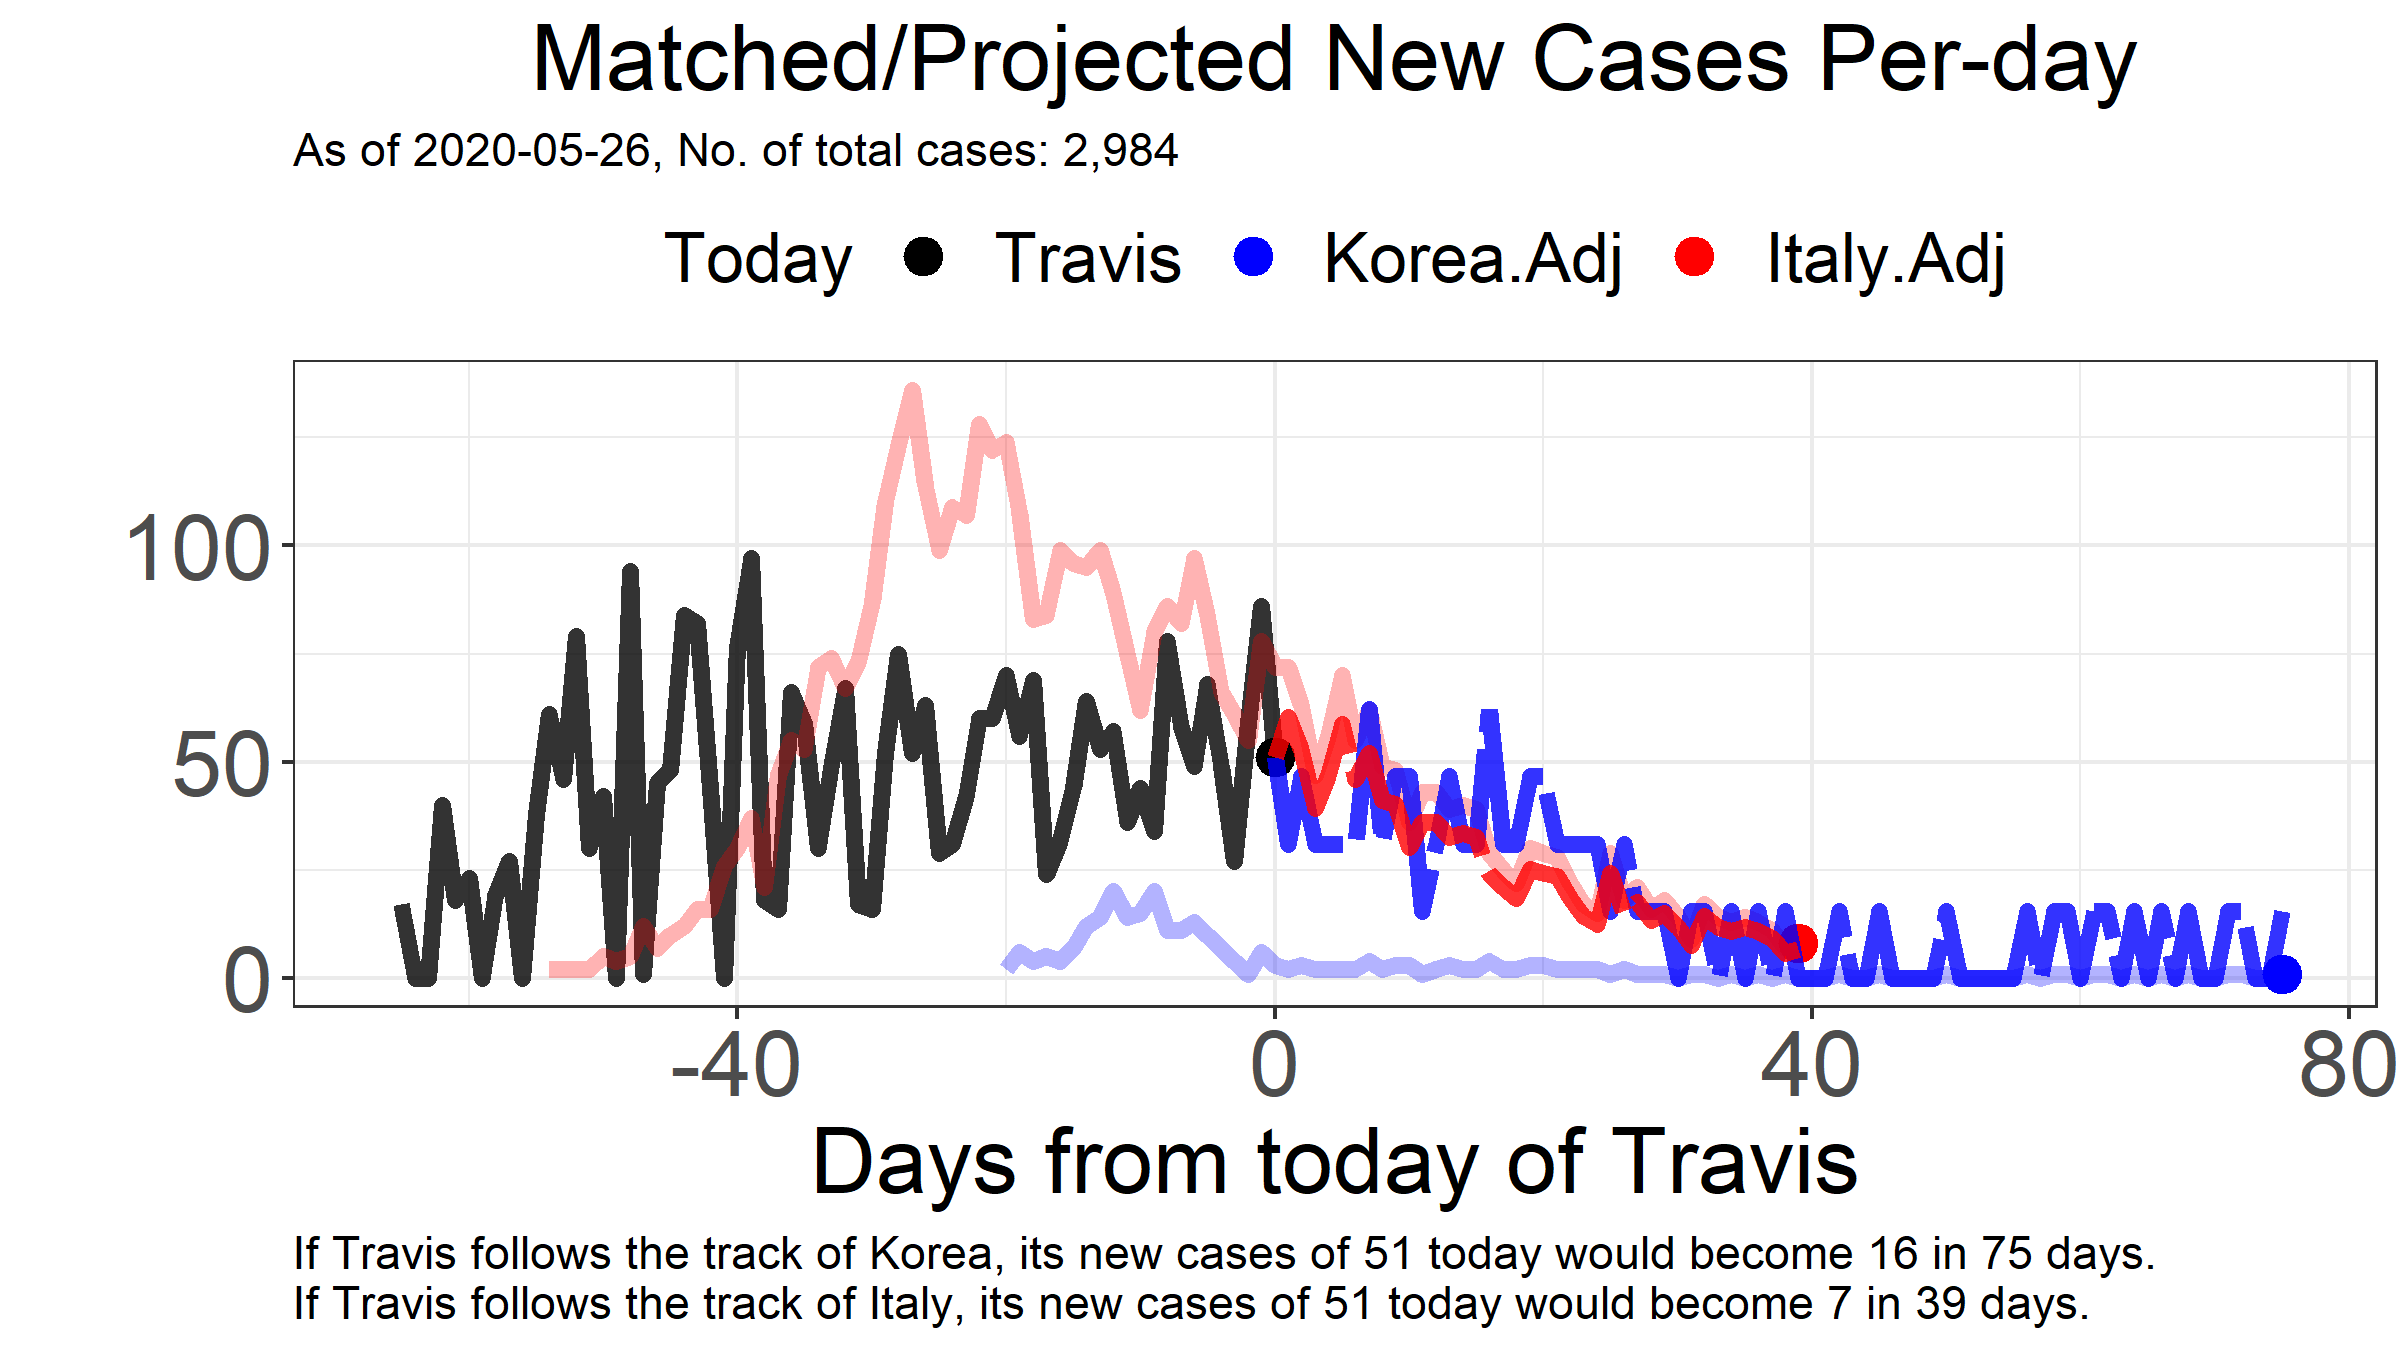 Matched/Projected New Cases Per-day
As of 2020-05-26, No. of total cases: 2,984
Today Travis Korea.Adj Italy.Adj
100
50
0
-40 0 40 80
Days from today of Travis
If Travis follows the track of Korea, its new cases of 51 today would become 16 in 75 days.
If Travis follows the track of Italy, its new cases of 51 today would become 7 in 39 days.